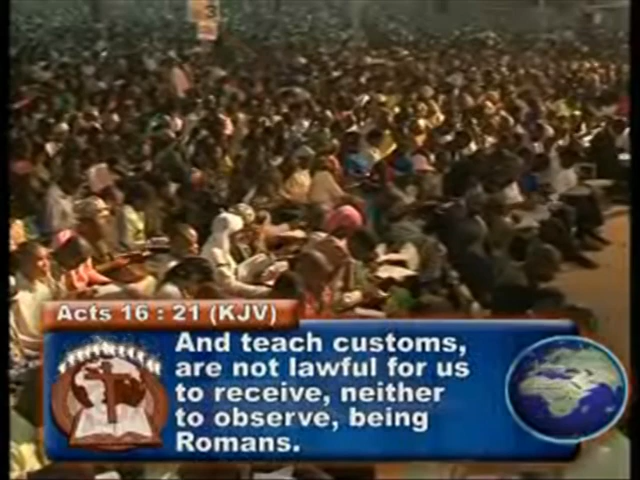 3
Acts 16 : 21 (KJV)
And teach customs,
are not lawful for us
to receive, neither
to observe, being
Romans.